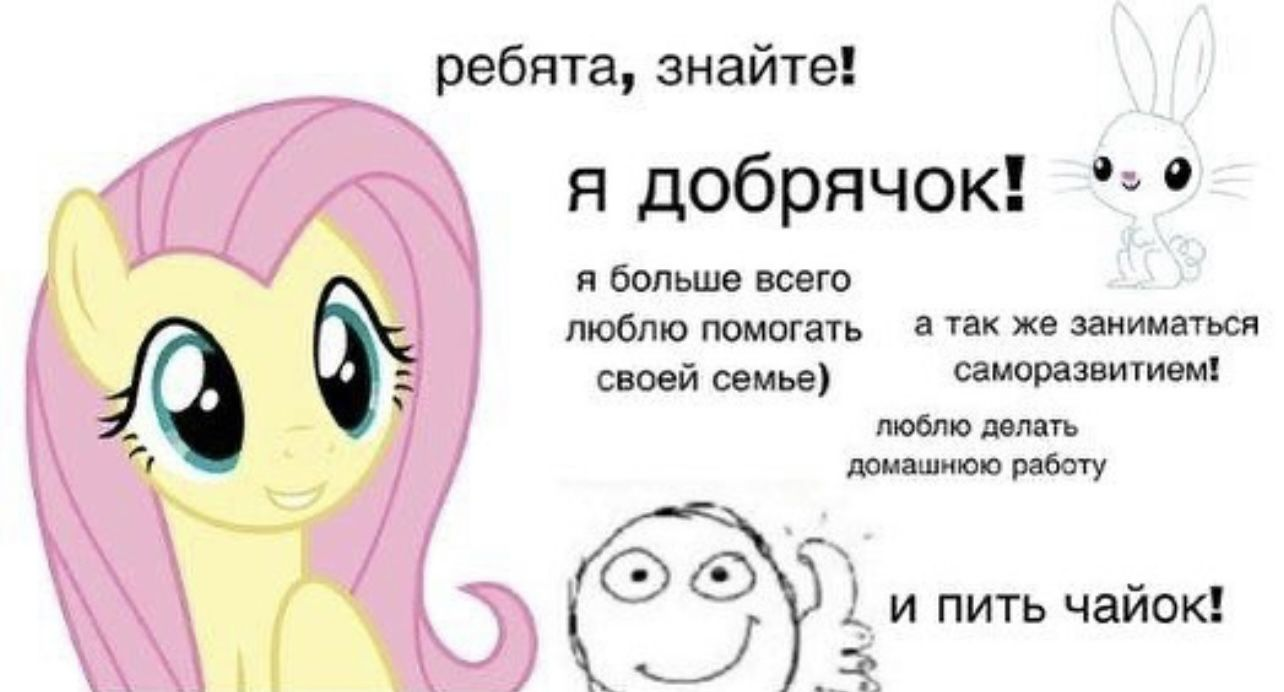 ребята, знайте!
я добрячок!
я больше всего
люблю помогать
своей семье)
а так же заниматься
саморазвитием!
люблю делать
домашнюю работу
и пить чайок!